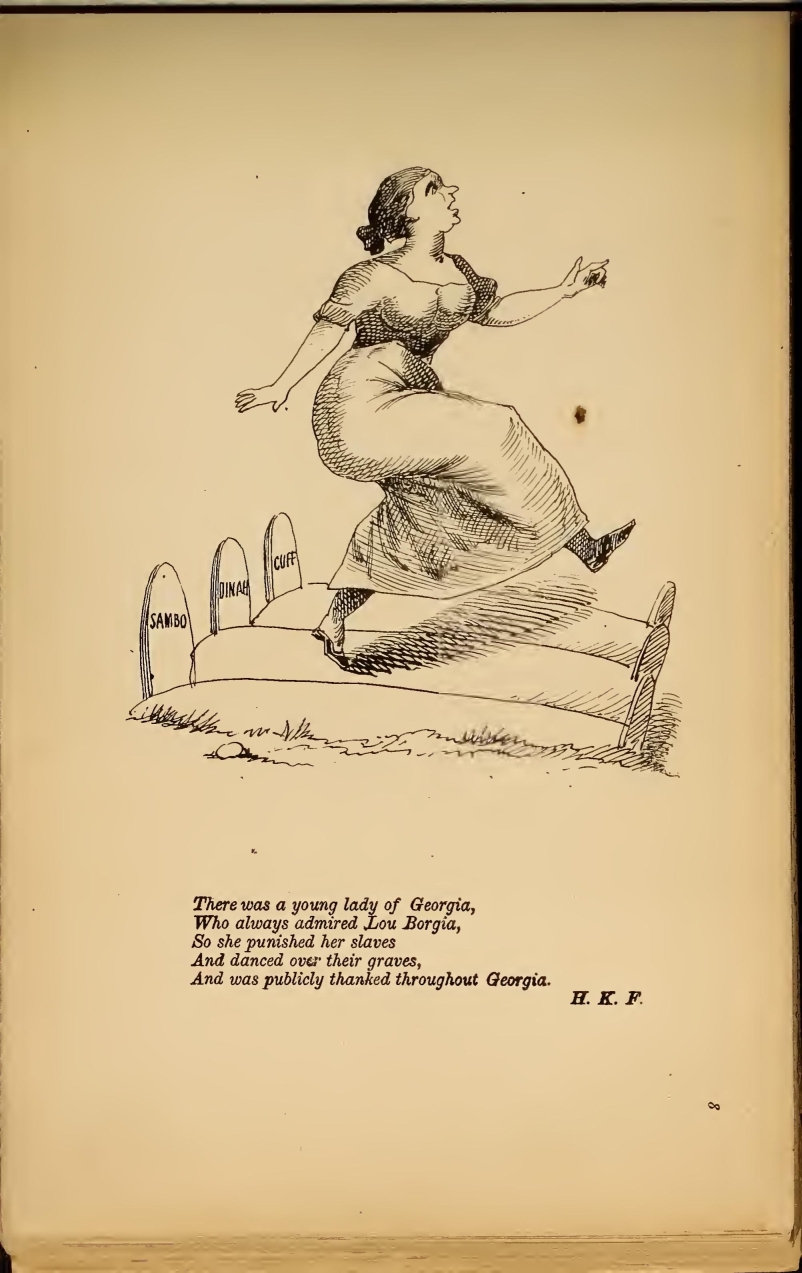 CUFF
DINAH
SAMBO
There was a young lady of Georgia,
Who always admired Lou Borgia,
So she punished her slaves
And danced over their graves,
And was publicly thanked throughout Georgia.
H. K. F.
8